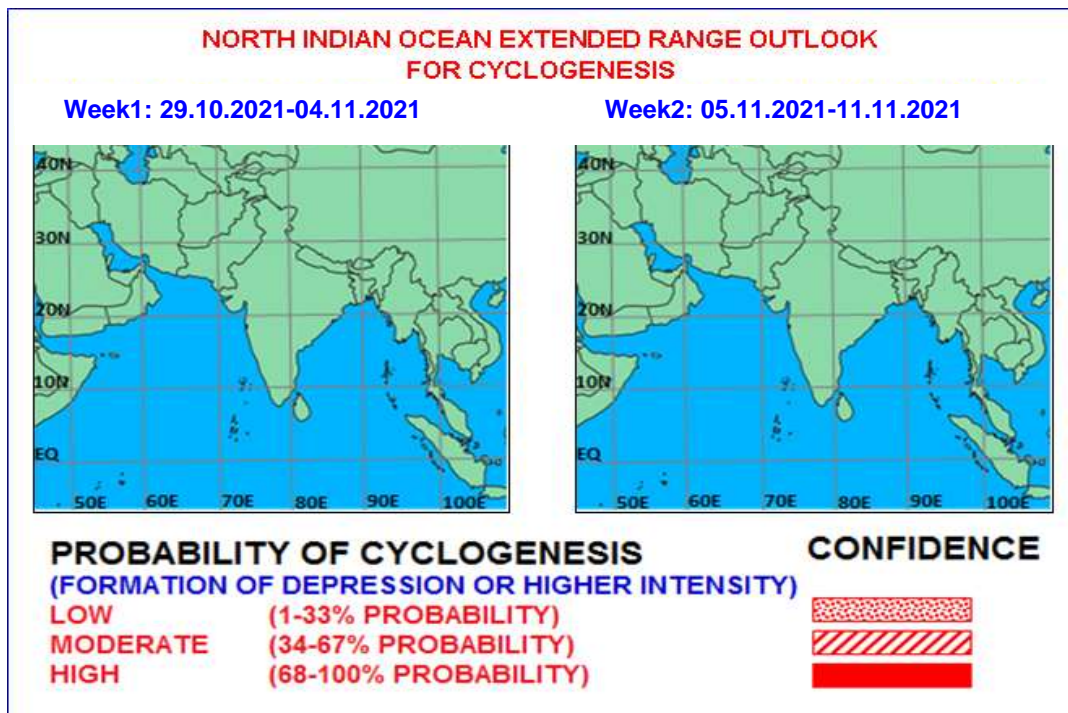 NORTH INDIAN OCEAN EXTENDED RANGE OUTLOOK
FOR CYCLOGENESIS
Week1: 29.10.2021-04.11.2021
Week2: 05.11.2021-11.11.2021
40N
30N
20N
10N
EQ
50E 60E 70E 80E 90E 100E
40N
30N
20N
10N
EQ
50E 60E 70E 80E 90E 100E
PROBABILITY OF CYCLOGENESIS
CONFIDENCE
(FORMATION OF DEPRESSION OR HIGHER INTENSITY)
LOW (1-33% PROBABILITY)
MODERATE (34-67% PROBABILITY)
HIGH (68-100% PROBABILITY)